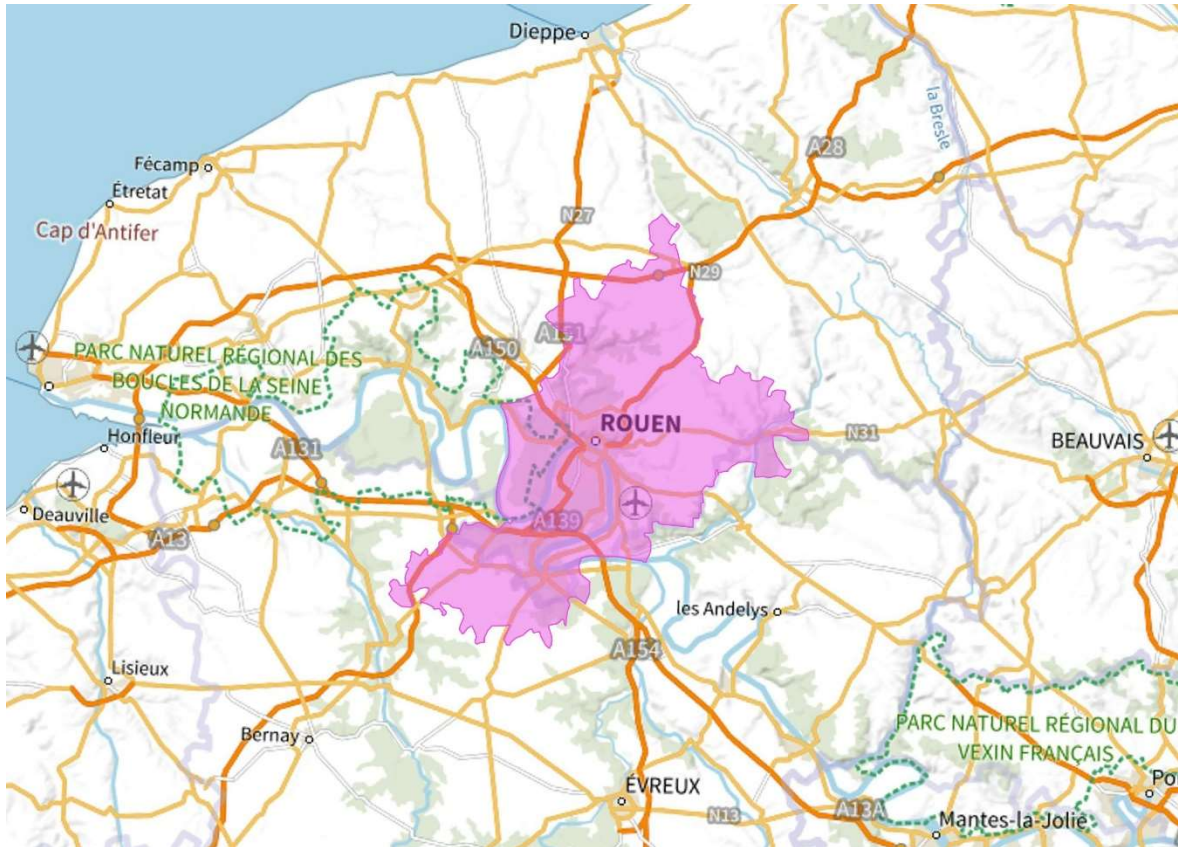 Dieppe
la Bresle
A28
Fécamp
Étretat
N27
Cap d'Antifer
N29
A151
A150
PARC NATUREL RÉGIONAL DES
BOUCLES DE LA SEINE
NORMANDE
ROUEN
N31
BEAUVAIS
Honfleur
A131
Deauville
A139
A13
les Andelys
A154
Lisieux
Bernay
PARC NATUREL RÉGIONAL DU
VEXIN FRANÇAIS
ÉVREUX
Po
N13
A13A
Mantes-la-Jolie